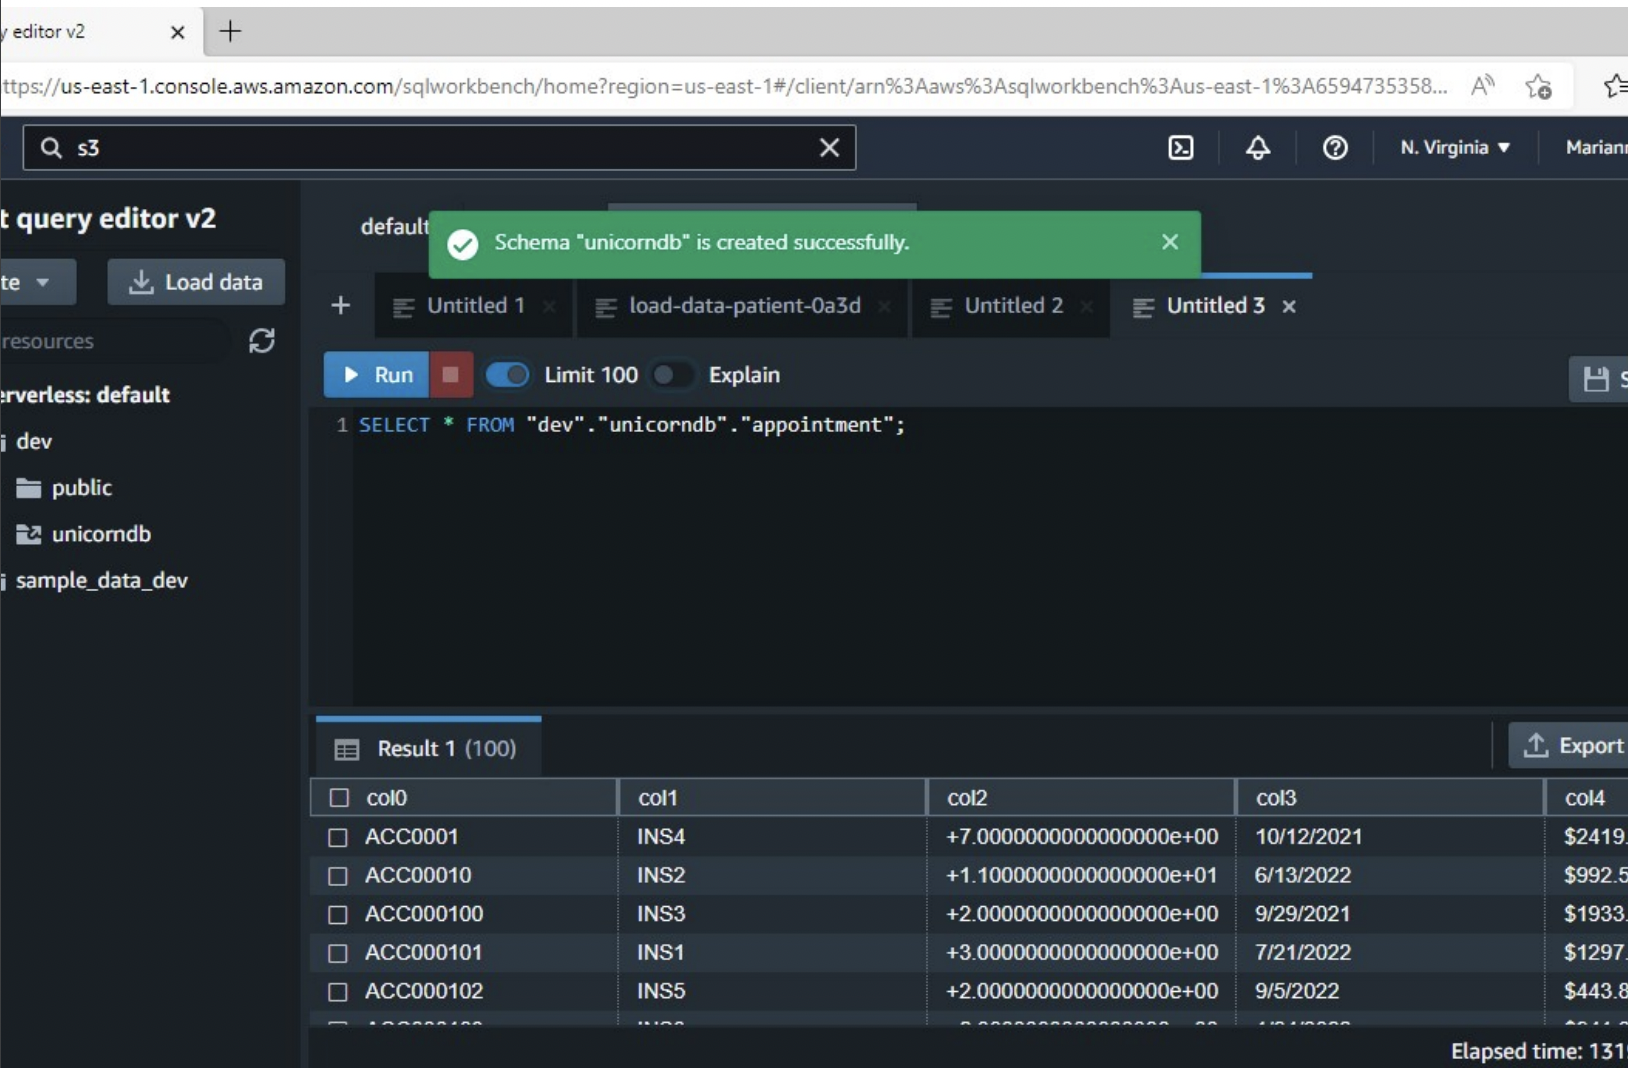 y editor v2
ttps://us-east-1.console.aws.amazon.com/sqlworkbench/home?region=us-east-1#/client/arn%3Aaws%3Asqlworkbench%3Aus-east-1%3A6594735358...
s3
N. Virginia
Mariann
t query editor v2
default
Schema "unicorndb" is created successfully.
te
Load data
Untitled 1
load-data-patient-0a3d
Untitled 2
Untitled 3
resources
Run
Limit 100
Explain
S
erverless: default
1 SELECT * FROM "dev"."unicorndb"."appointment";
dev
public
unicorndb
sample_data_dev
Result 1 (100)
Export
col0 col1 col2 col3 col4
ACC0001 INS4 +7.0000000000000000e+00 10/12/2021 $2419.
ACC00010 INS2 +1.1000000000000000e+01 6/13/2022 $992.5
ACC000100 INS3 +2.0000000000000000e+00 9/29/2021 $1933.
ACC000101 INS1 +3.0000000000000000e+00 7/21/2022 $1297.
ACC000102 INS5 +2.0000000000000000e+00 9/5/2022 $443.8
Elapsed time: 131